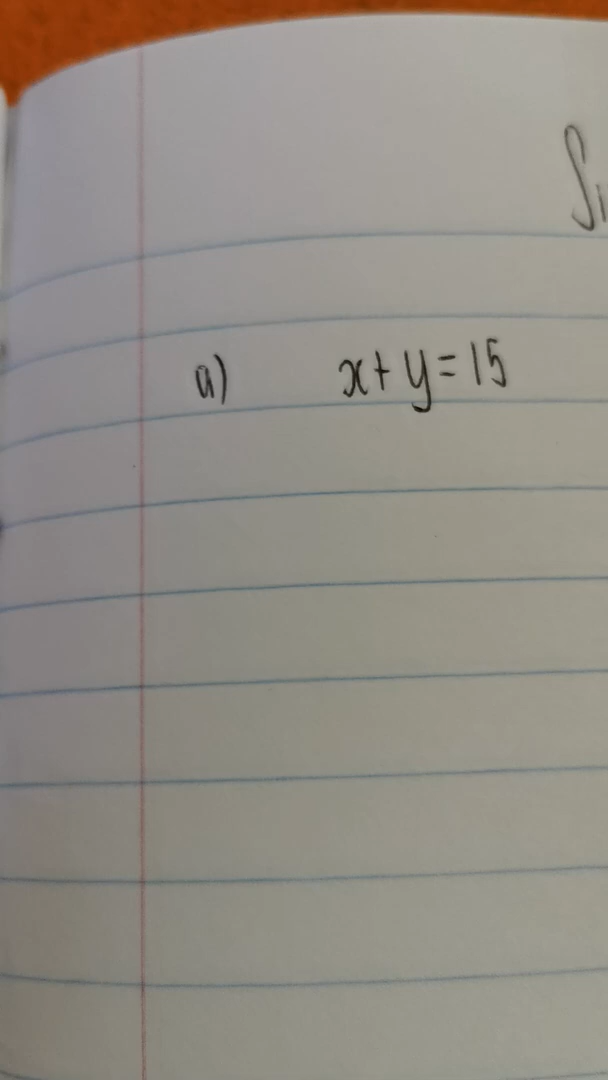 a) x + y = 15